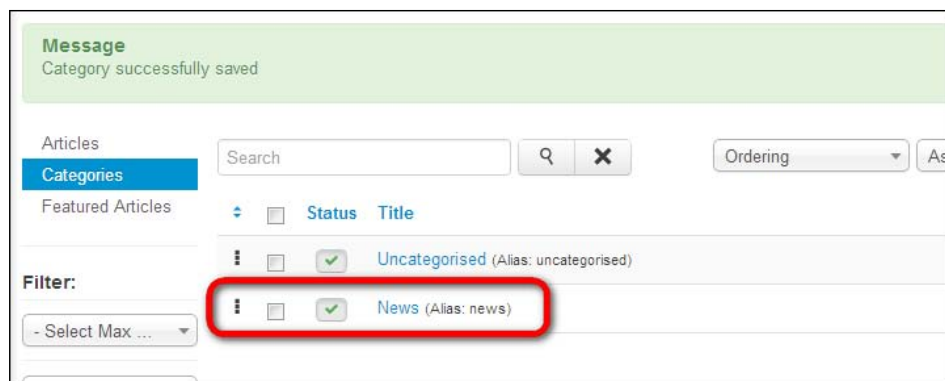 Message
Category successfully saved
Articles
Categories
Featured Articles
Filter:
- Select Max ...
Search
Ordering
As
Status Title
Uncategorised (Alias: uncategorised)
News (Alias: news)